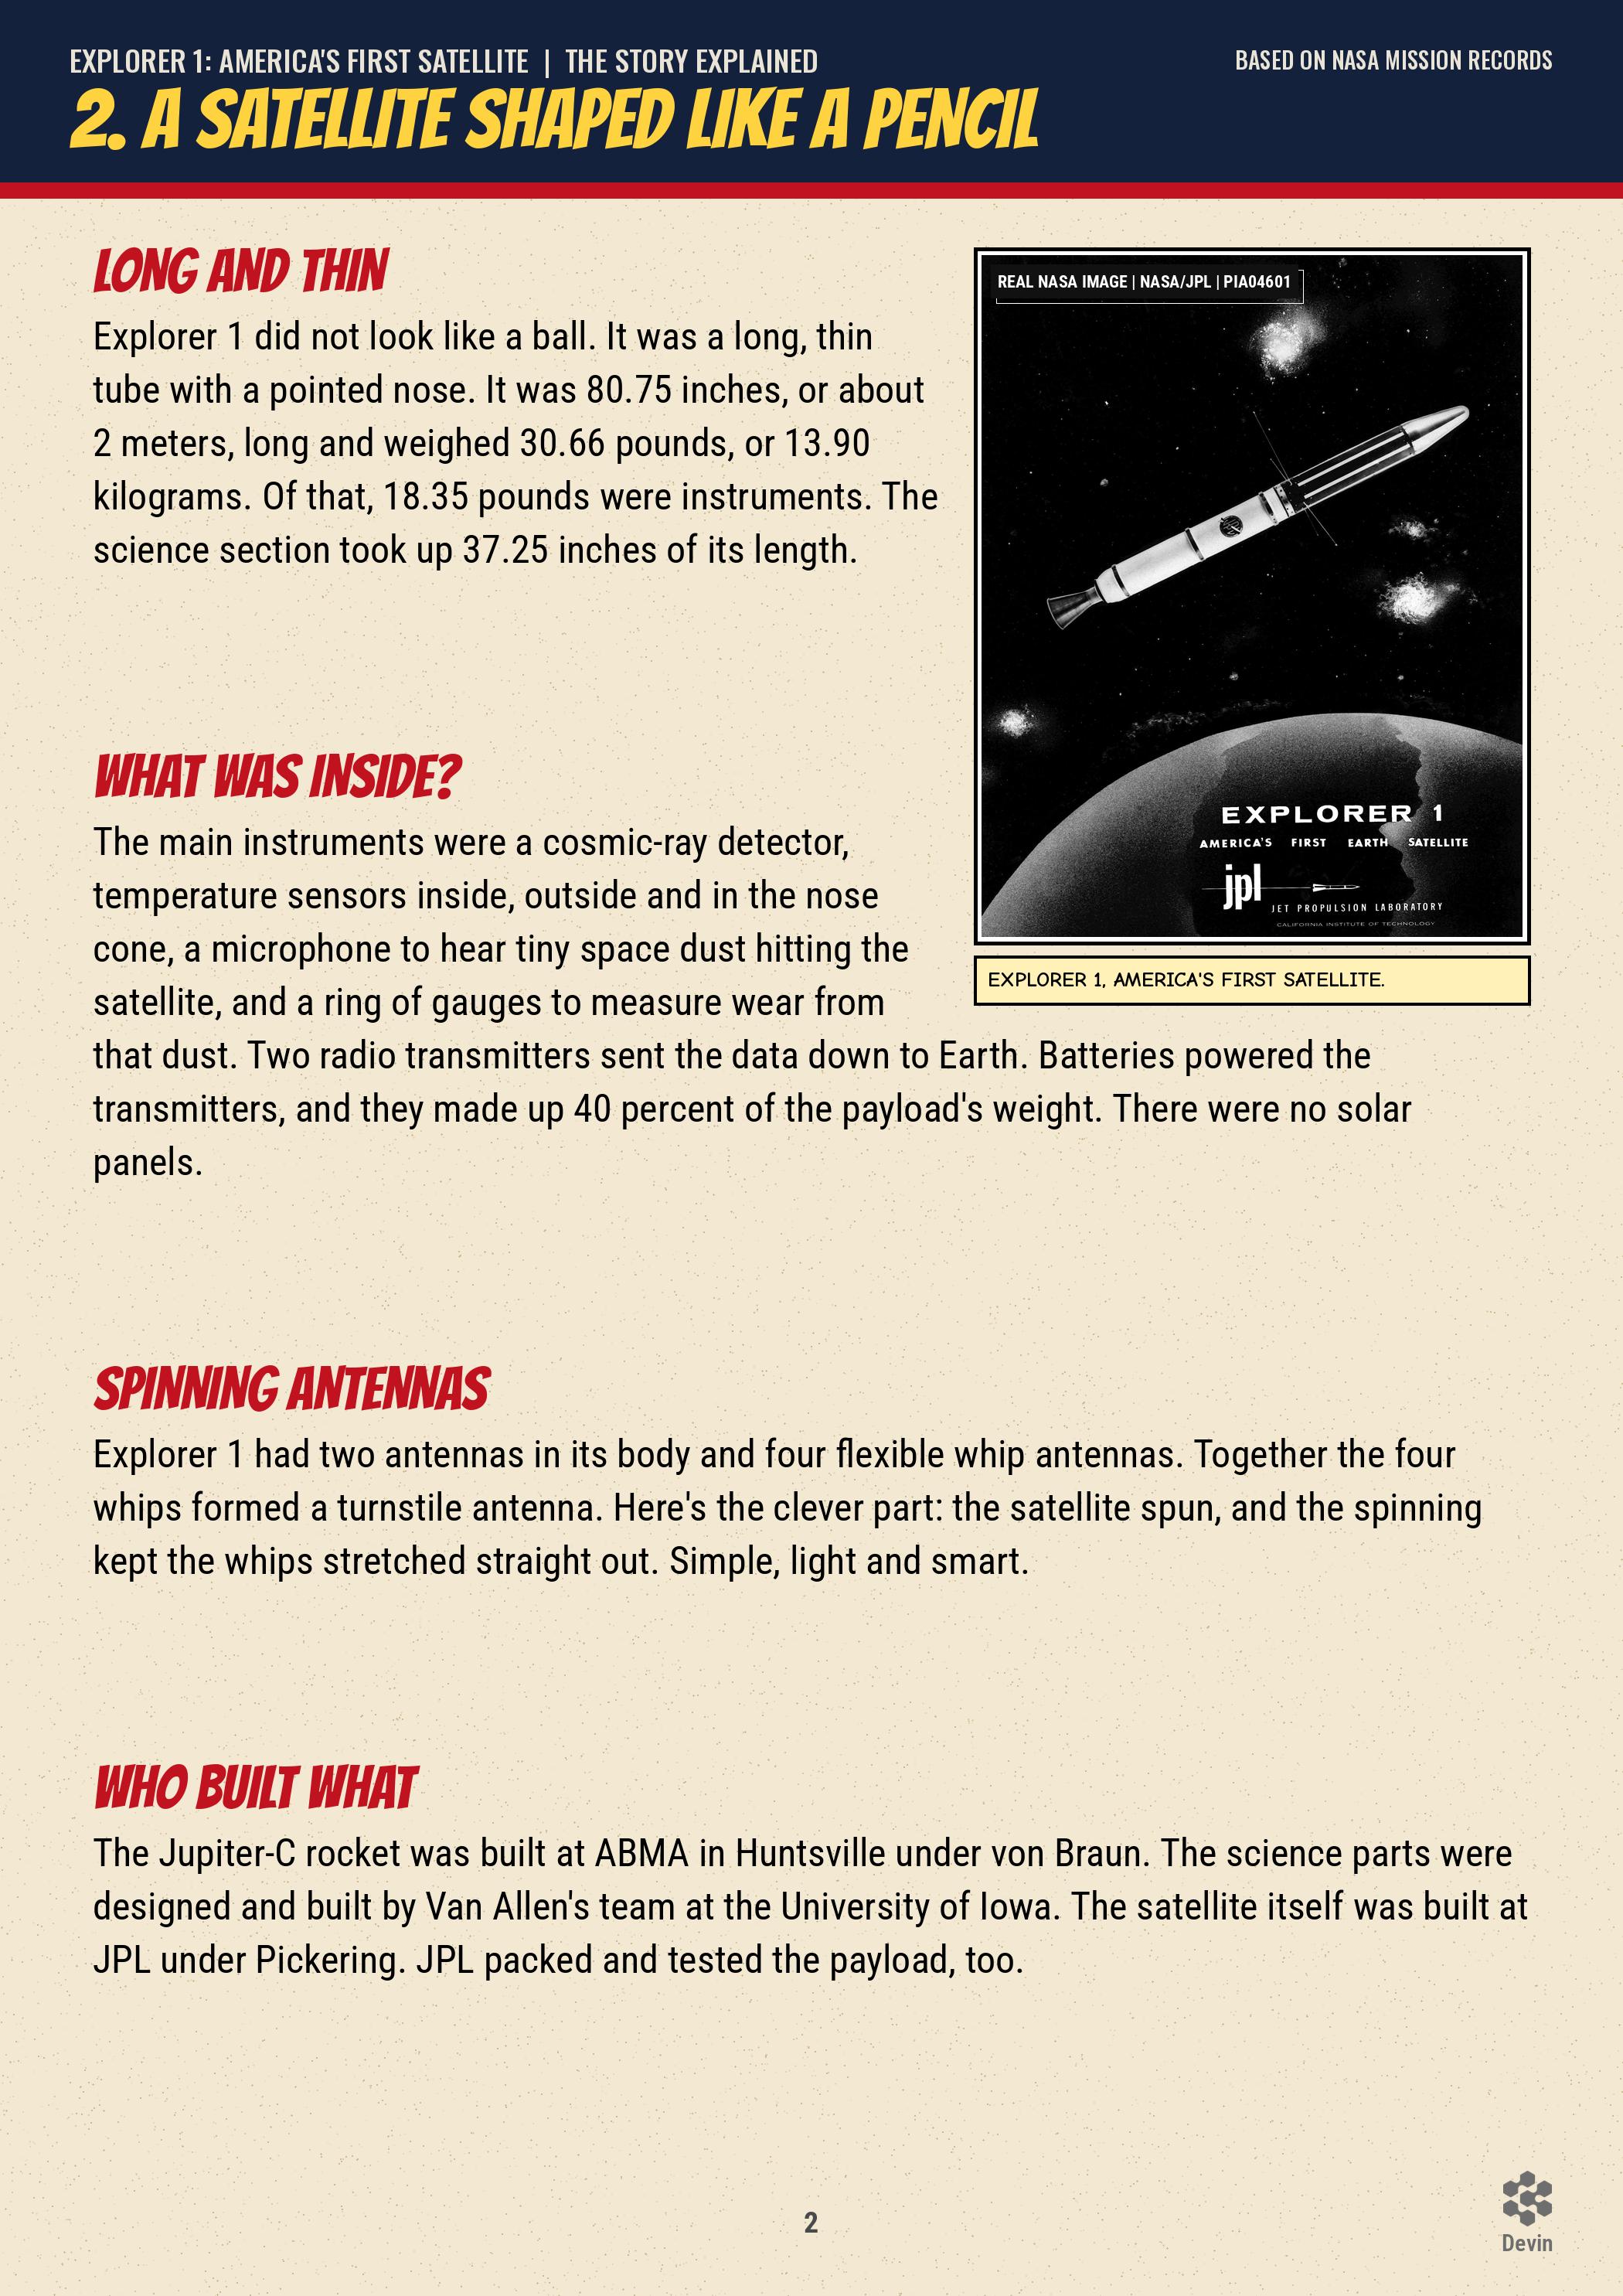 EXPLORER 1: AMERICA'S FIRST SATELLITE | THE STORY EXPLAINED
BASED ON NASA MISSION RECORDS
2. A SATELLITE SHAPED LIKE A PENCIL
LONG AND THIN
Explorer 1 did not look like a ball. It was a long, thin
tube with a pointed nose. It was 80.75 inches, or about
2 meters, long and weighed 30.66 pounds, or 13.90
kilograms. Of that, 18.35 pounds were instruments. The
science section took up 37.25 inches of its length.
REAL NASA IMAGE | NASA/JPL | PIA04601
EXPLORER 1
AMERICA'S FIRST EARTH SATELLITE
jpl
JET PROPULSION LABORATORY
CALIFORNIA INSTITUTE OF TECHNOLOGY
EXPLORER 1, AMERICA'S FIRST SATELLITE.
WHAT WAS INSIDE?
The main instruments were a cosmic-ray detector,
temperature sensors inside, outside and in the nose
cone, a microphone to hear tiny space dust hitting the
satellite, and a ring of gauges to measure wear from
that dust. Two radio transmitters sent the data down to Earth. Batteries powered the
transmitters, and they made up 40 percent of the payload's weight. There were no solar
panels.
SPINNING ANTENNAS
Explorer 1 had two antennas in its body and four flexible whip antennas. Together the four
whips formed a turnstile antenna. Here's the clever part: the satellite spun, and the spinning
kept the whips stretched straight out. Simple, light and smart.
WHO BUILT WHAT
The Jupiter-C rocket was built at ABMA in Huntsville under von Braun. The science parts were
designed and built by Van Allen's team at the University of Iowa. The satellite itself was built at
JPL under Pickering. JPL packed and tested the payload, too.
2
Devin